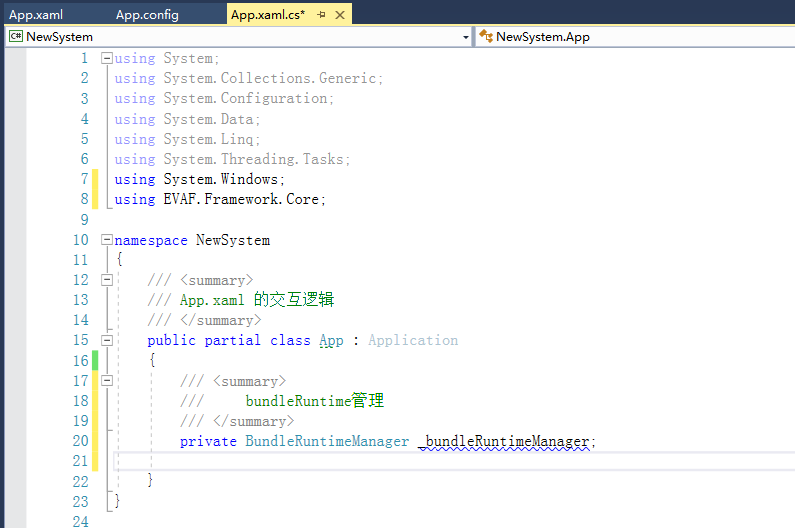 App.xaml App.config App.xaml.cs*
NewSystem NewSystem.App
1 using System;
2 using System.Collections.Generic;
3 using System.Configuration;
4 using System.Data;
5 using System.Linq;
6 using System.Threading.Tasks;
7 using System.Windows;
8 using EVAF.Framework.Core;
9
10 namespace NewSystem
11 {
12 /// <summary>
13 /// App.xaml 的交互逻辑
14 /// </summary>
15 public partial class App : Application
16 {
17 /// <summary>
18 /// bundleRuntime管理
19 /// </summary>
20 private BundleRuntimeManager _bundleRuntimeManager;
21
22 }
23 }
24